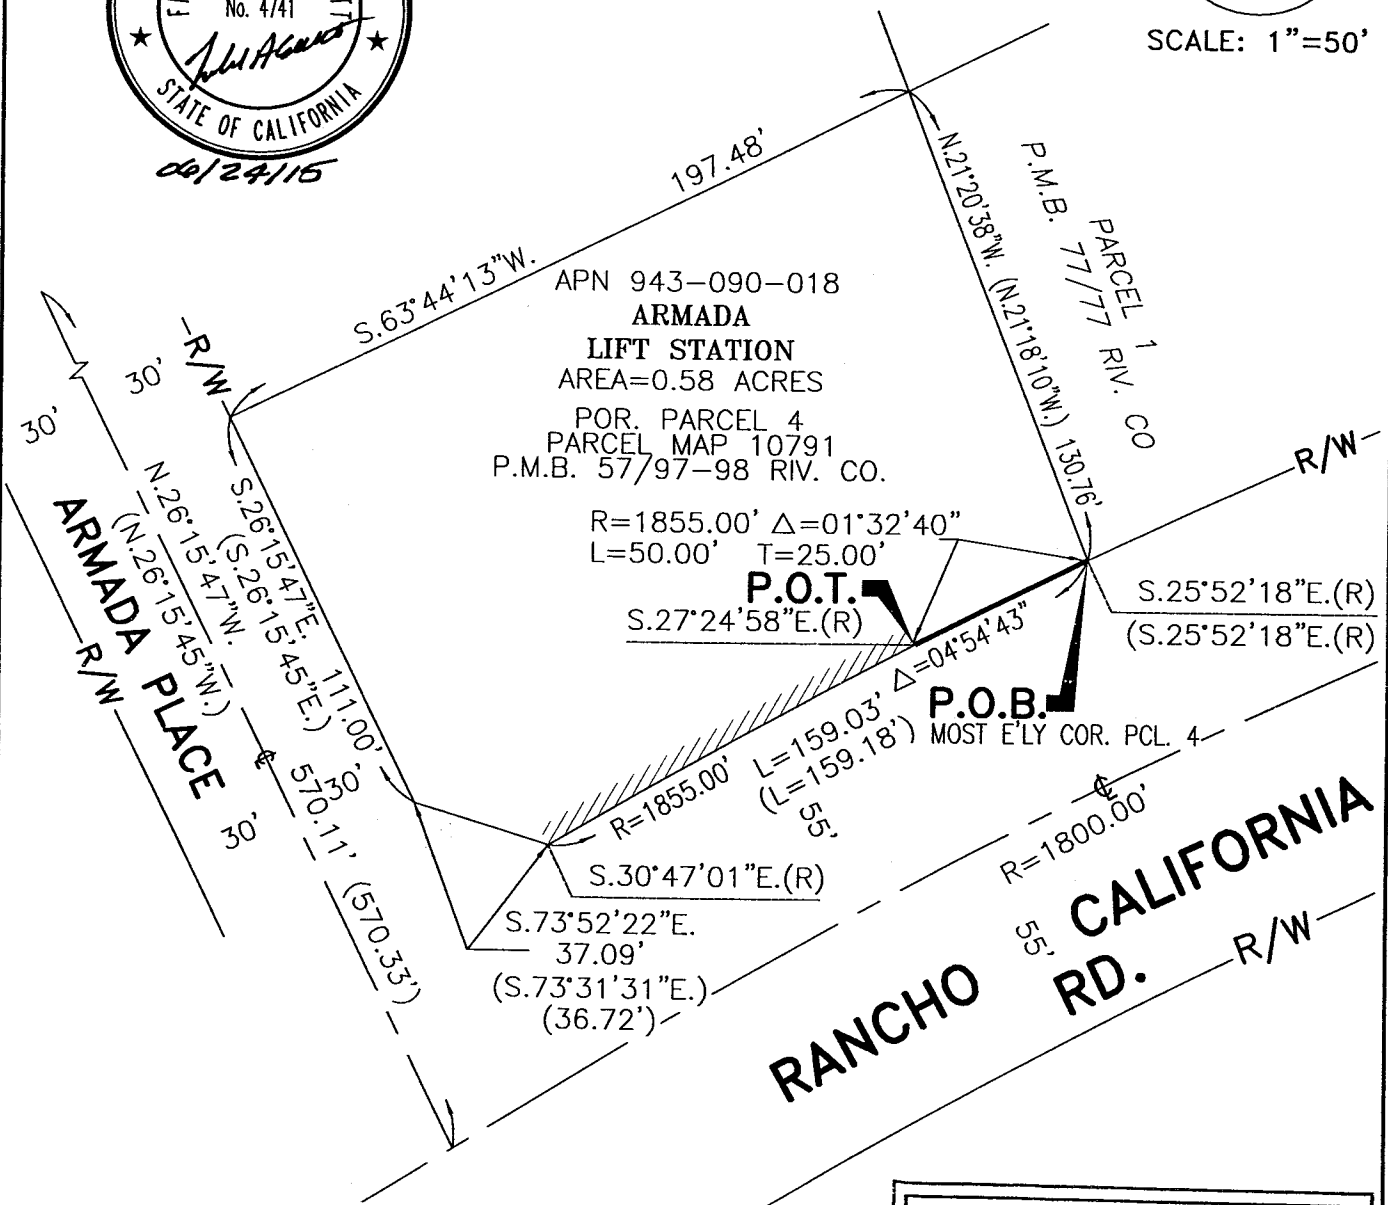 No. 4741
STATE OF CALIFORNIA
06/24/15
SCALE: 1"=50'
197.48'
S.63°44'13"W.
N.21°20'38"W. (N.21°18'10"W.) 130.76'
PARCEL 1
P.M.B. 77/77 RIV. CO
APN 943-090-018
ARMADA
LIFT STATION
AREA=0.58 ACRES
POR. PARCEL 4
PARCEL MAP 10791
P.M.B. 57/97-98 RIV. CO.
R=1855.00' Δ=01°32'40"
L=50.00' T=25.00'
P.O.T.
S.27°24'58"E.(R)
S.25°52'18"E.(R)
(S.25°52'18"E.(R)
R/W
R/W
30'
30'
S.26°15'47"E. 111.00'
(S.26°15'45"E.)
N.26°15'47"W.
(N.26°15'45"W.)
570.11' (570.33')
ARMADA PLACE
R/W
30'
30'
Δ=04°54'43"
P.O.B.
MOST E'LY COR. PCL. 4
R=1855.00' L=159.03'
(L=159.18')
55'
S.30°47'01"E.(R)
S.73°52'22"E.
37.09'
(S.73°31'31"E.)
(36.72')
℄
℄
R=1800.00'
55'
RANCHO CALIFORNIA
RD.
R/W